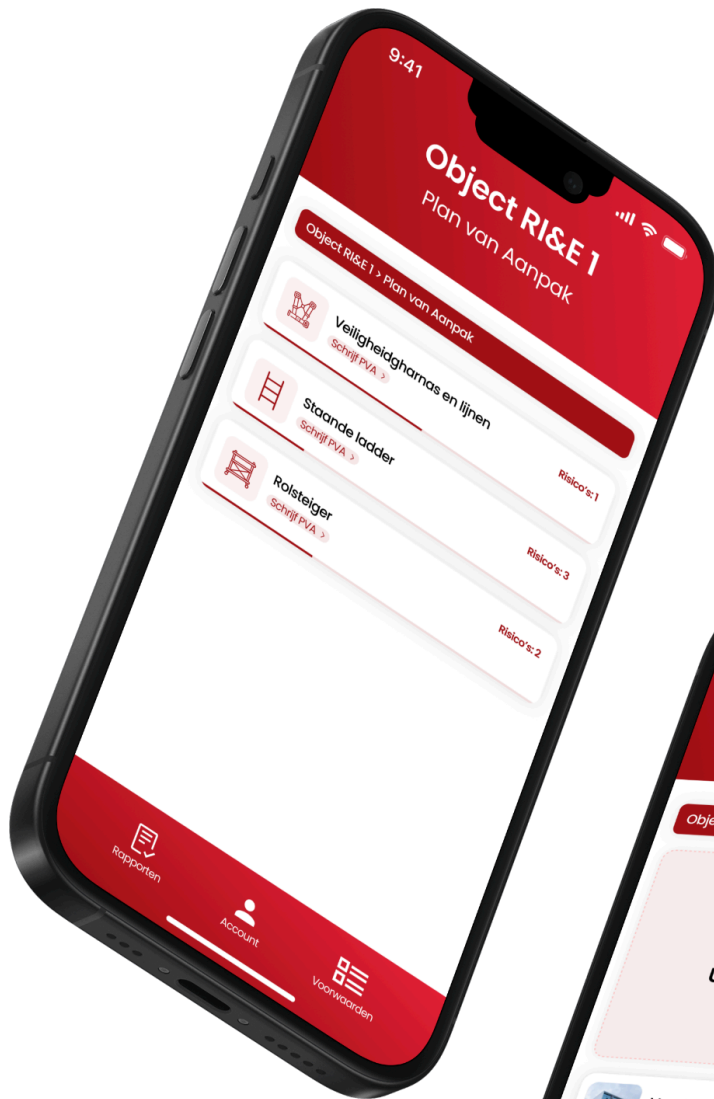 9:41
Object RI&E 1
Plan van Aanpak
Object RI&E 1 > Plan van Aanpak
Veiligheidgharnas en lijnen
Schrijf PVA >
Risico's: 1
Staande ladder
Schrijf PVA >
Risico's: 3
Rolsteiger
Schrijf PVA >
Risico's: 2
Rapporten
Account
Voorwaarden